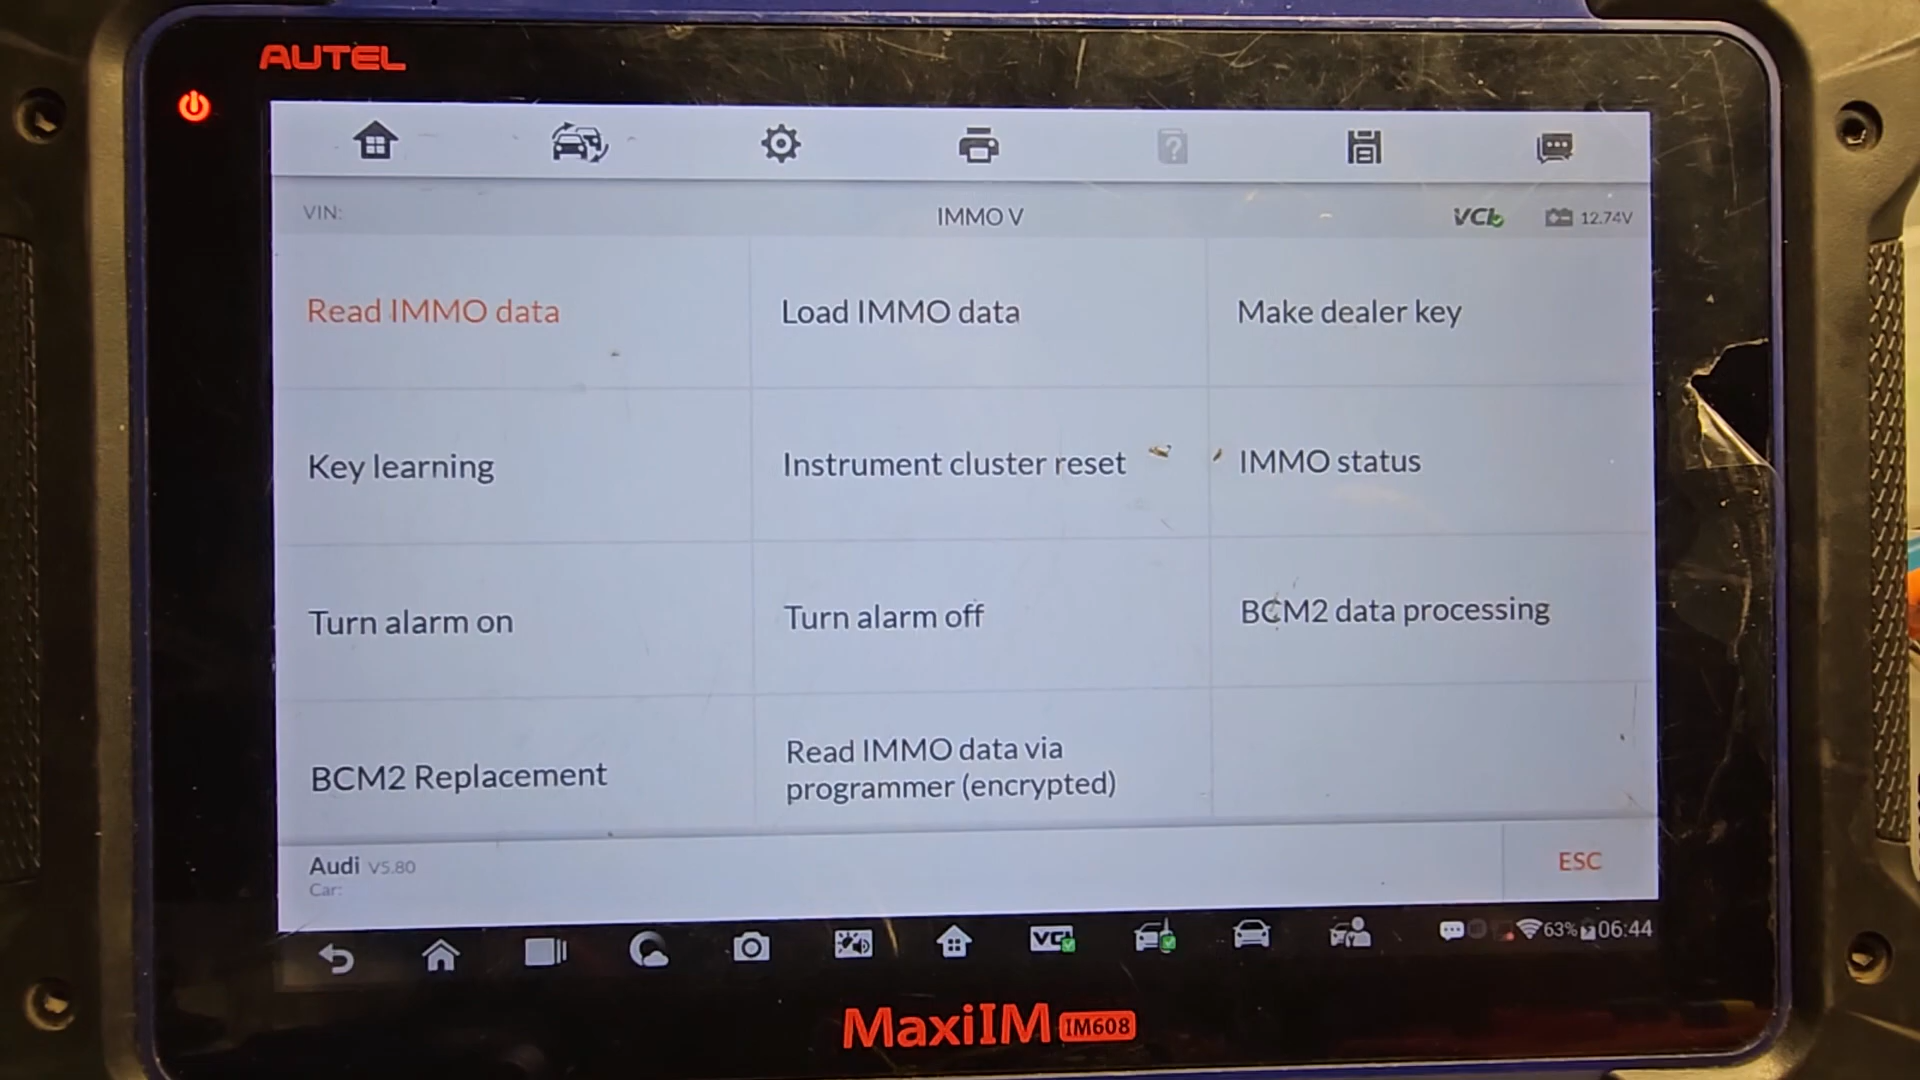 AUTEL
VIN:
IMMO V
VCI
12.74V
Read IMMO data
Load IMMO data
Make dealer key
Key learning
Instrument cluster reset
IMMO status
Turn alarm on
Turn alarm off
BCM2 data processing
BCM2 Replacement
Read IMMO data via
programmer (encrypted)
Audi V5.80
Car:
ESC
VCI
63%
06:44
MaxiIM IM608